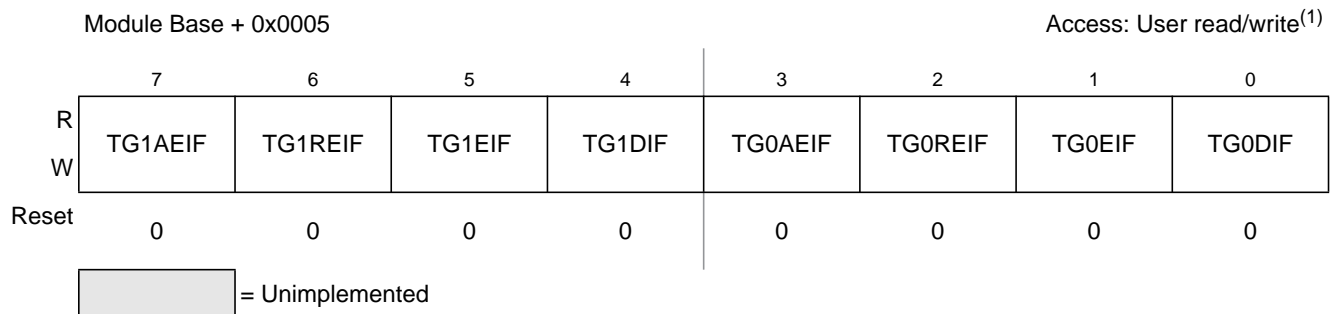 Module Base + 0x0005 Access: User read/write(1)
7 6 5 4 3 2 1 0
R
TG1AEIF TG1REIF TG1EIF TG1DIF TG0AEIF TG0REIF TG0EIF TG0DIF
W
Reset 0 0 0 0 0 0 0 0
= Unimplemented